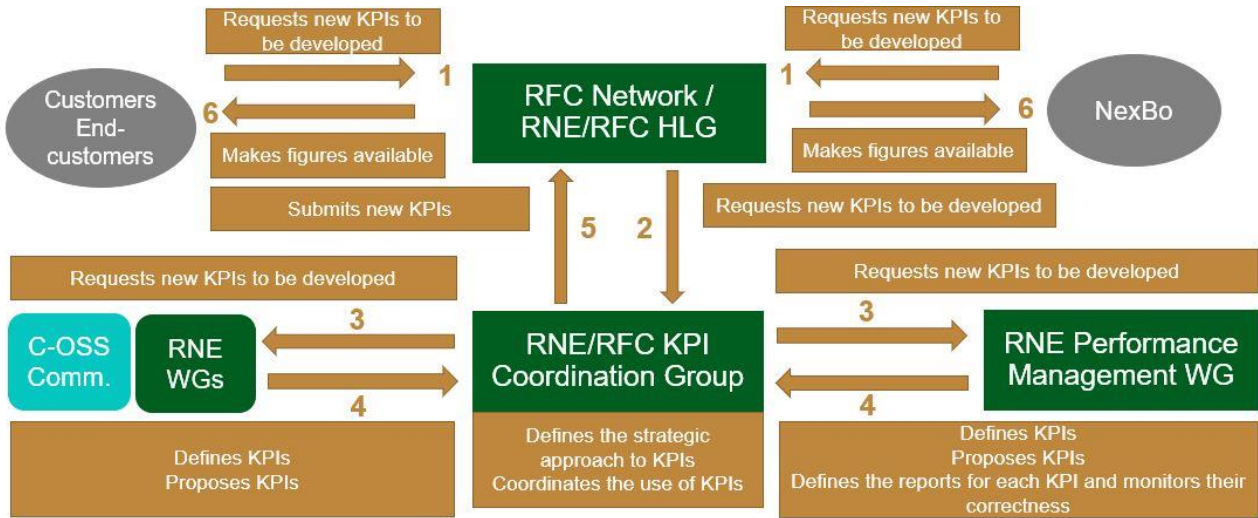 Requests new KPIs to
be developed
Requests new KPIs to
be developed
1
1
Customers
End-
customers
RFC Network /
RNE/RFC HLG
NexBo
6
6
Makes figures available
Makes figures available
Submits new KPIs
Requests new KPIs to be developed
5
2
Requests new KPIs to be developed
Requests new KPIs to be developed
3
3
C-OSS
Comm.
RNE
WGs
RNE/RFC KPI
Coordination Group
RNE Performance
Management WG
4
4
Defines KPIs
Proposes KPIs
Defines the strategic
approach to KPIs
Coordinates the use of KPIs
Defines KPIs
Proposes KPIs
Defines the reports for each KPI and monitors their
correctness